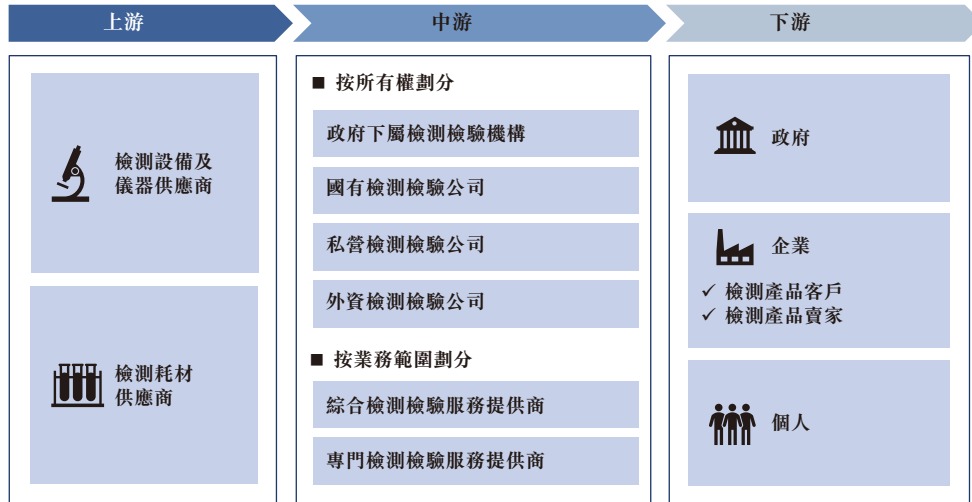 上游
中游
下游
檢測設備及
儀器供應商
檢測耗材
供應商
■ 按所有權劃分
政府下屬檢測檢驗機構
國有檢測檢驗公司
私營檢測檢驗公司
外資檢測檢驗公司
■ 按業務範圍劃分
綜合檢測檢驗服務提供商
專門檢測檢驗服務提供商
政府
企業
✓ 檢測產品客戶
✓ 檢測產品賣家
個人